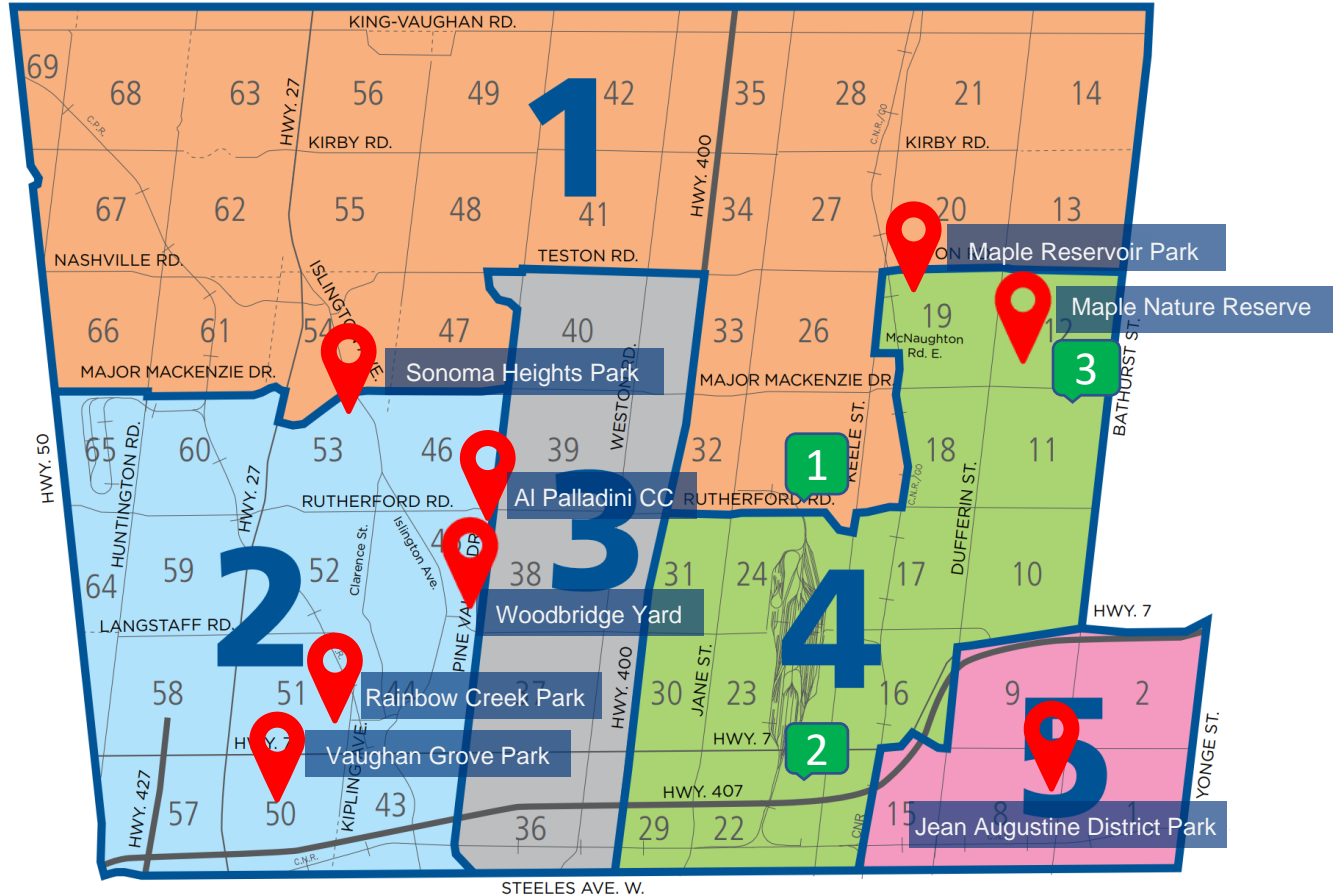 KING-VAUGHAN RD.
69
68
63
HWY. 27
56
49
1
42
35
28
21
14
C.P.R.
C.N.R./GO
KIRBY RD.
KIRBY RD.
HWY. 400
67
62
55
48
41
34
27
20
13
NASHVILLE RD.
TESTON RD.
ON
Maple Reservoir Park
ISLINGTON AVE.
Maple Nature Reserve
66
61
54
47
40
33
26
19
12
McNaughton
Rd. E.
BATHURST ST.
MAJOR MACKENZIE DR.
Sonoma Heights Park
WESTON RD.
MAJOR MACKENZIE DR.
3
HWY. 50
65
HUNTINGTON RD.
60
HWY. 27
53
46
39
32
1
KEELE ST.
18
11
C.N.R./GO
RUTHERFORD RD.
Al Palladini CC
RUTHERFORD RD.
DUFFERIN ST.
64
59
2
52
Clarence St.
Islington Ave.
38
3
31
24
4
17
10
LANGSTAFF RD.
PINE VA
DR
Woodbridge Yard
HWY. 7
58
51
44
37
HWY. 400
30
JANE ST.
23
16
9
2
Rainbow Creek Park
HWY. 7
Vaughan Grove Park
HWY. 7
2
5
YONGE ST.
HWY. 427
57
50
KIPLING AVE.
43
HWY. 407
36
29
22
CNR
15
8
1
Jean Augustine District Park
C.N.R.
STEELES AVE. W.